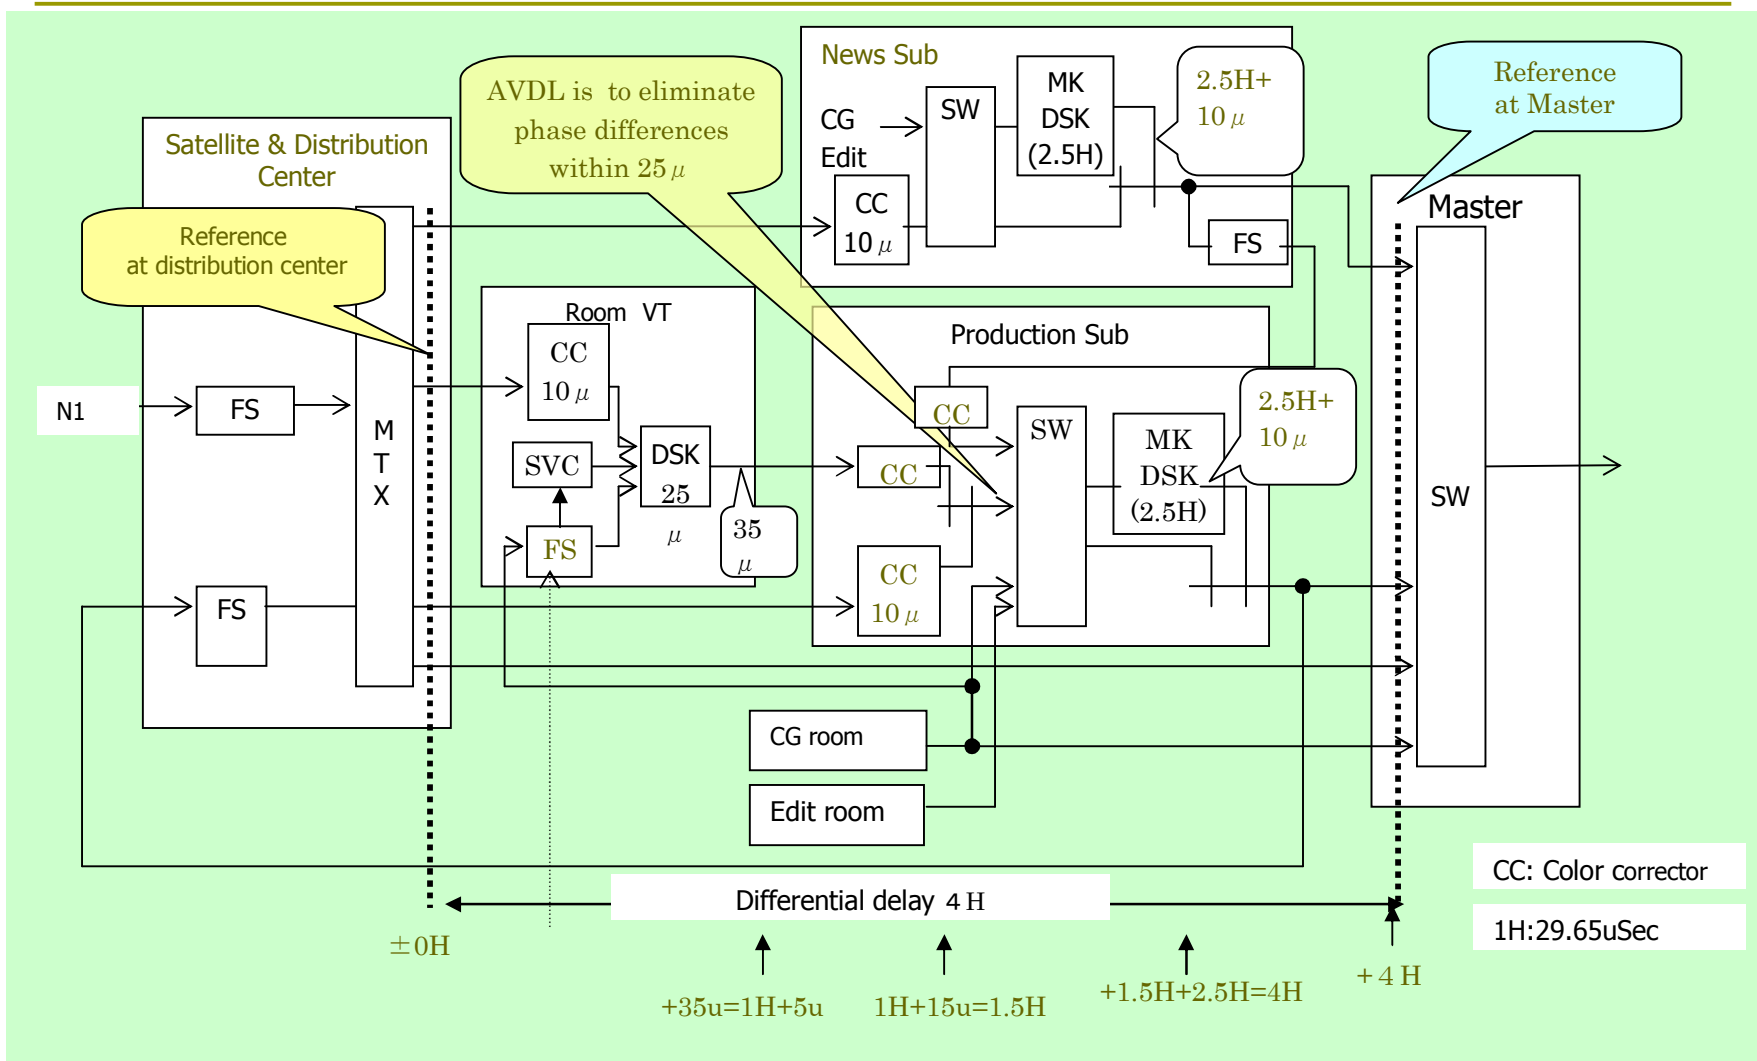 News Sub
AVDL is to eliminate
phase differences
within 25μ
MK
DSK
(2.5H)
2.5H+
10μ
Reference
at Master
CG
Edit
SW
CC
10μ
FS
Satellite & Distribution
Center
Reference
at distribution center
Master
SW
Room VT
CC
10μ
SVC
FS
DSK
25
μ
35
μ
Production Sub
CC
CC
CC
10μ
SW
MK
DSK
(2.5H)
2.5H+
10μ
N1
FS
FS
M
T
X
CG room
Edit room
CC: Color corrector
1H:29.65uSec
Differential delay 4H
±0H
+35u=1H+5u
1H+15u=1.5H
+1.5H+2.5H=4H
+4H